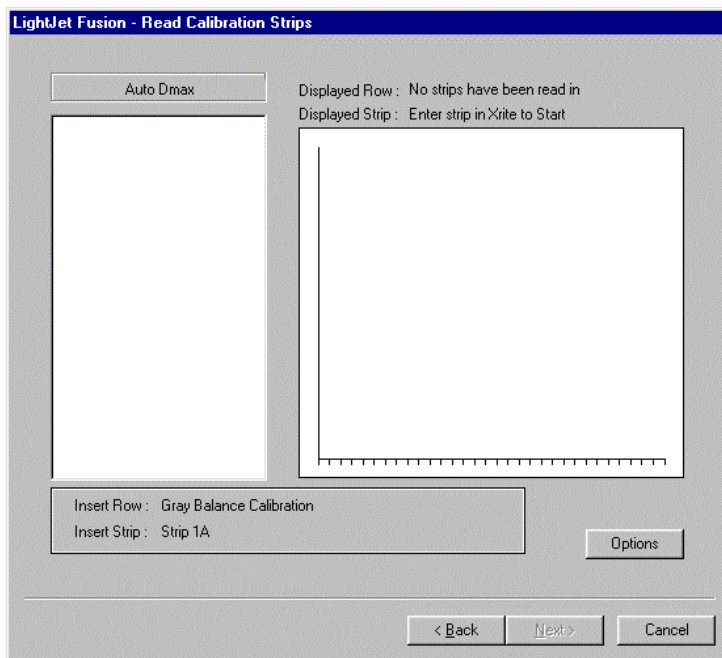 LightJet Fusion - Read Calibration Strips
Auto Dmax
Displayed Row : No strips have been read in
Displayed Strip : Enter strip in Xrite to Start
Insert Row : Gray Balance Calibration
Insert Strip : Strip 1A
Options
< Back
Next >
Cancel